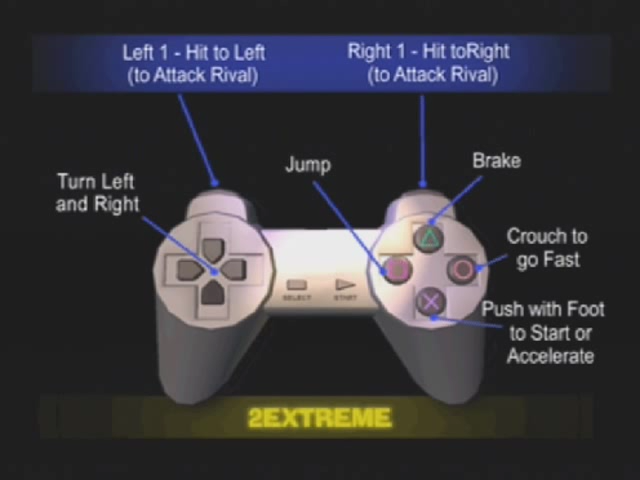 Left 1 - Hit to Left
(to Attack Rival)
Right 1 - Hit toRight
(to Attack Rival)
Jump
Brake
Turn Left
and Right
Crouch to
go Fast
SELECT
START
Push with Foot
to Start or
Accelerate
2EXTREME